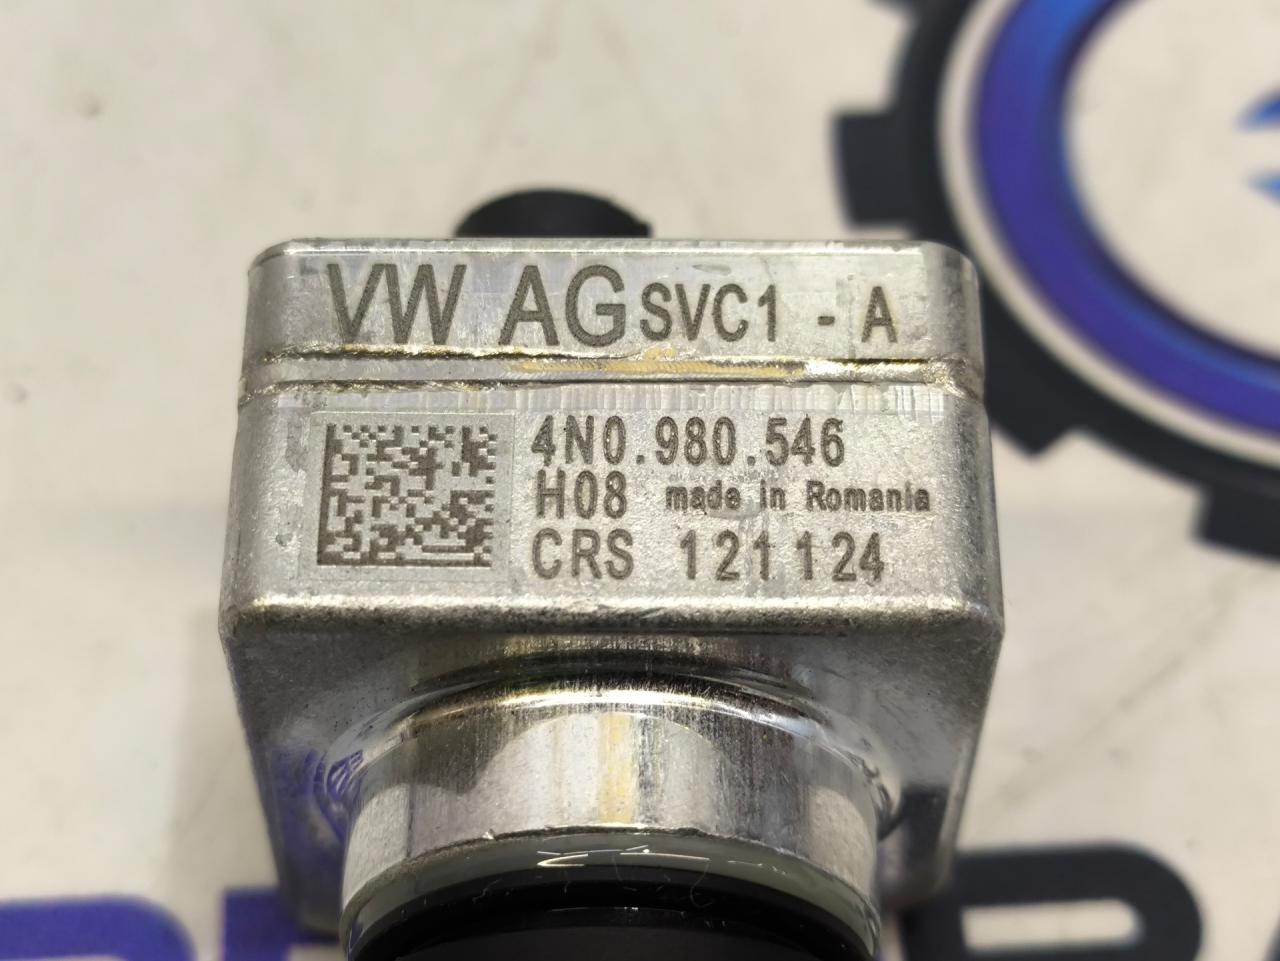 VW AG SVC1 - A
4N0.980.546
H08 made in Romania
CRS 121124